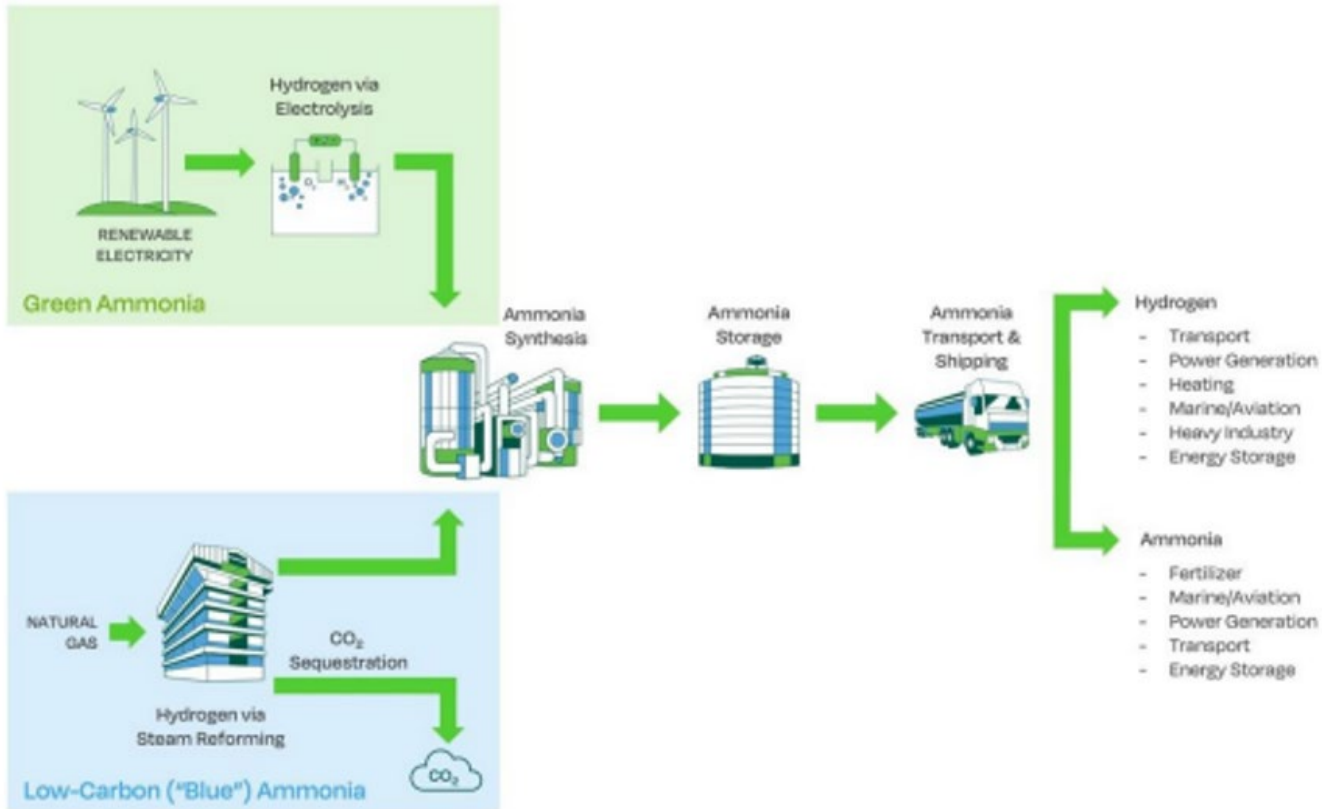 Hydrogen via
Electrolysis
O₂
H₂
RENEWABLE
ELECTRICITY
Green Ammonia
Ammonia
Synthesis
Ammonia
Storage
Ammonia
Transport &
Shipping
Hydrogen
- Transport
- Power Generation
- Heating
- Marine/Aviation
- Heavy Industry
- Energy Storage
Ammonia
- Fertilizer
- Marine/Aviation
- Power Generation
- Transport
- Energy Storage
NATURAL
GAS
CO₂
Sequestration
Hydrogen via
Steam Reforming
CO₂
Low-Carbon ("Blue") Ammonia